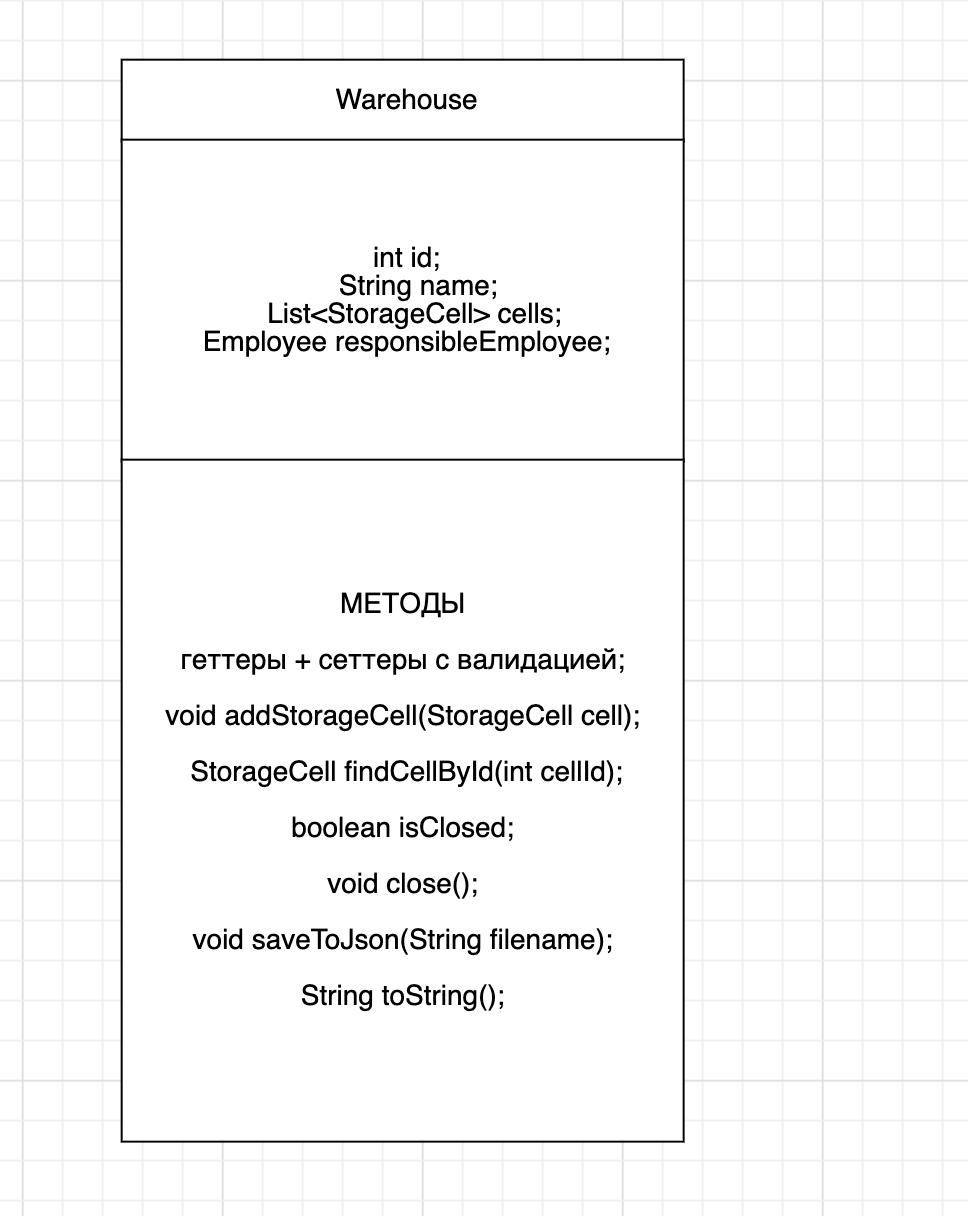 Warehouse
int id;
String name;
List<StorageCell> cells;
Employee responsibleEmployee;
МЕТОДЫ
геттеры + сеттеры с валидацией;
void addStorageCell(StorageCell cell);
StorageCell findCellById(int cellId);
boolean isClosed;
void close();
void saveToJson(String filename);
String toString();